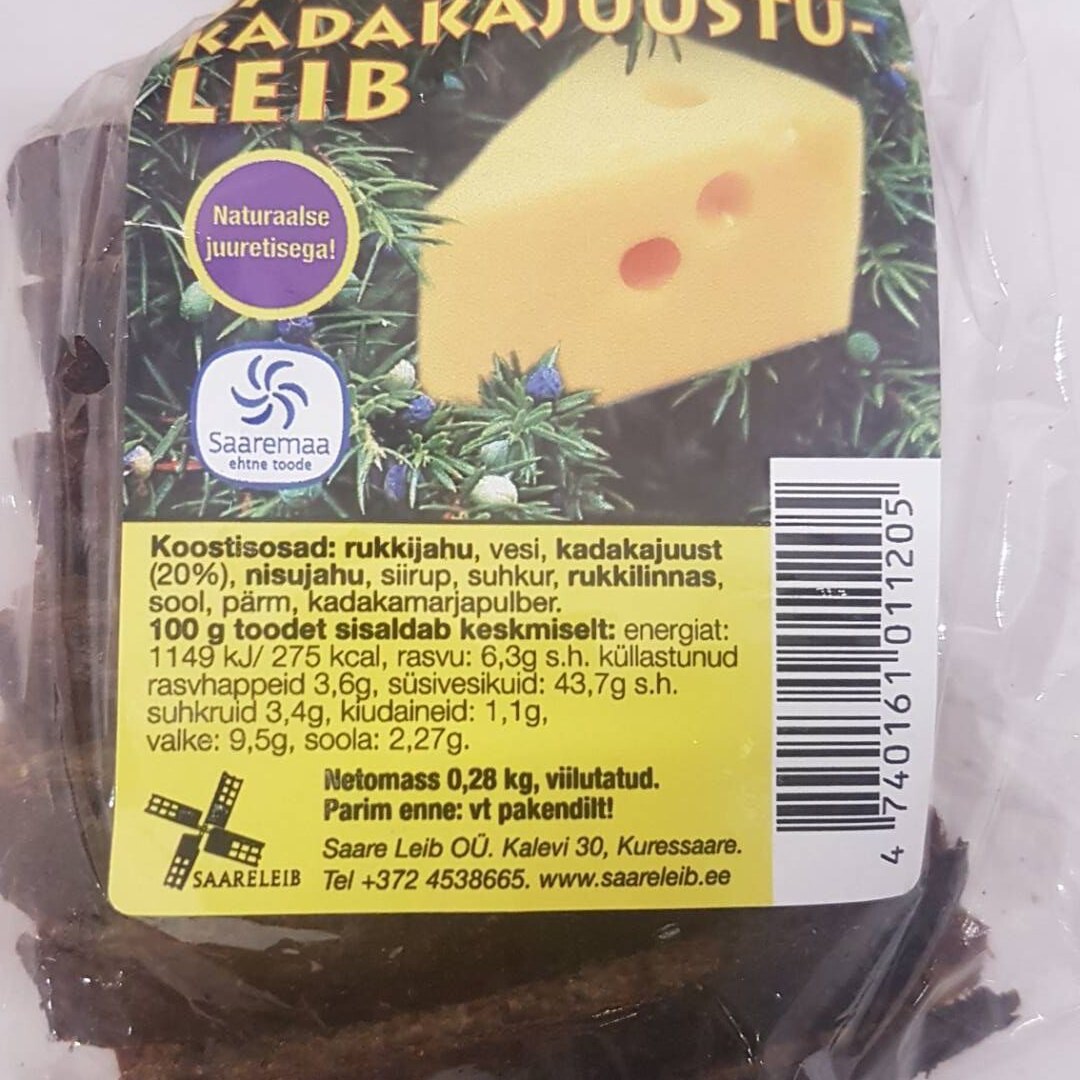 KADAKAJUUSTU-
LEIB
Naturaalse
juuretisega!
Saaremaa
ehtne toode
Koostisosad: rukkijahu, vesi, kadakajuust
(20%), nisujahu, siirup, suhkur, rukkilinnas,
sool, pärm, kadakamarjapulber.
100 g toodet sisaldab keskmiselt: energiat:
1149 kJ/ 275 kcal, rasvu: 6,3g s.h. küllastunud
rasvhappeid 3,6g, süsivesikuid: 43,7g s.h.
suhkruid 3,4g, kiudaineid: 1,1g,
valke: 9,5g, soola: 2,27g.
Netomass 0,28 kg, viilutatud.
Parim enne: vt pakendilt!
Saare Leib OÜ. Kalevi 30, Kuressaare.
Tel +372 4538665. www.saareleib.ee
SAARELEIB
4 740161 011205